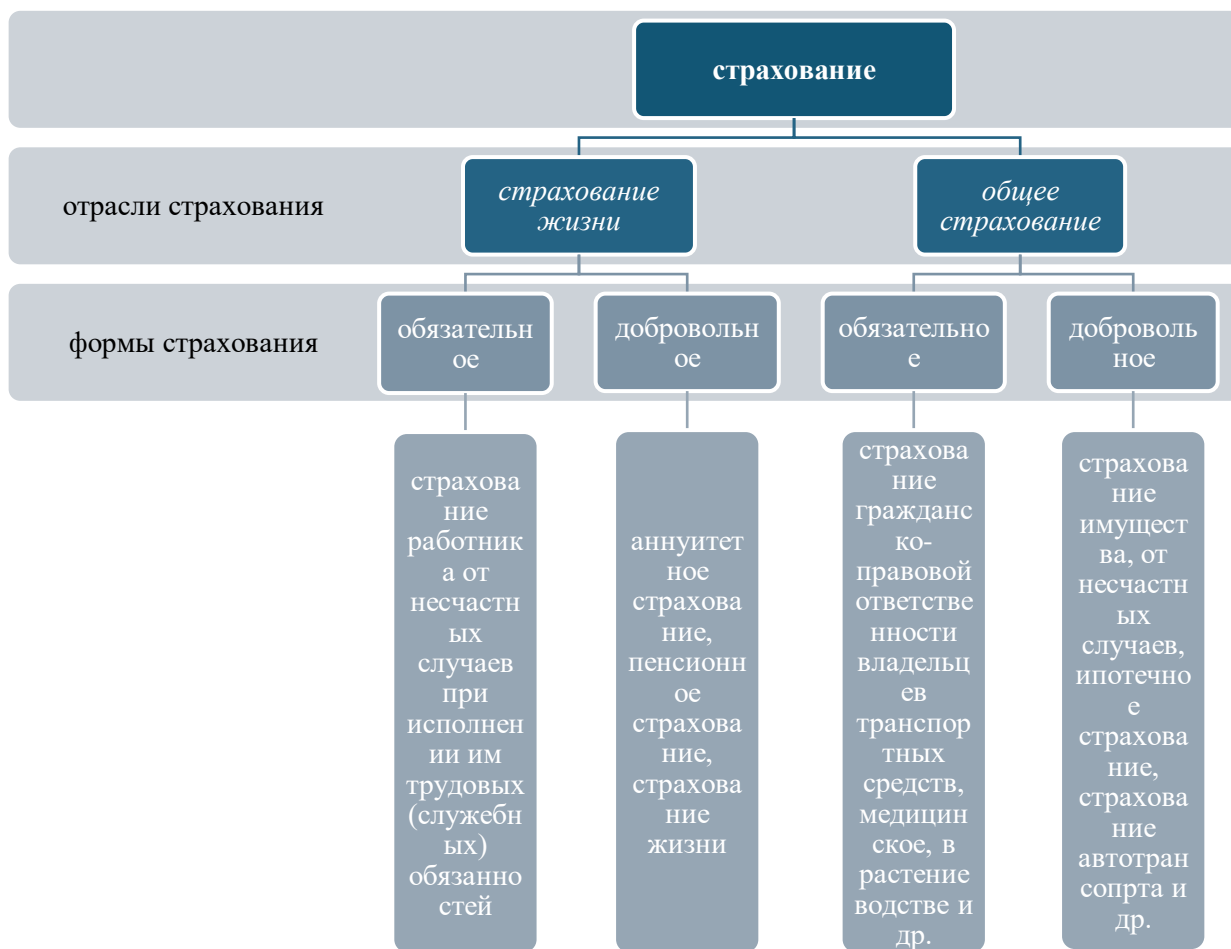 страхование
отрасли страхования
страхование
жизни
общее
страхование
формы страхования
обязательн
ое
добровольн
ое
обязательно
е
доброволь
ное
страхова
ние
работник
а от
несчастн
ых
случаев
при
исполнен
ии им
трудовых
(служебн
ых)
обязанно
стей
аннуитет
ное
страхова
ние,
пенсионн
ое
страхова
ние,
страхова
ние
жизни
страхова
ние
гражданс
ко-
правовой
ответстве
нности
владельц
ев
транспор
тных
средств,
медицин
ское, в
растение
водстве и
др.
страхова
ние
имущест
ва, от
несчастн
ых
случаев,
ипотечно
е
страхова
ние,
страхова
ние
автотран
сопрта и
др.